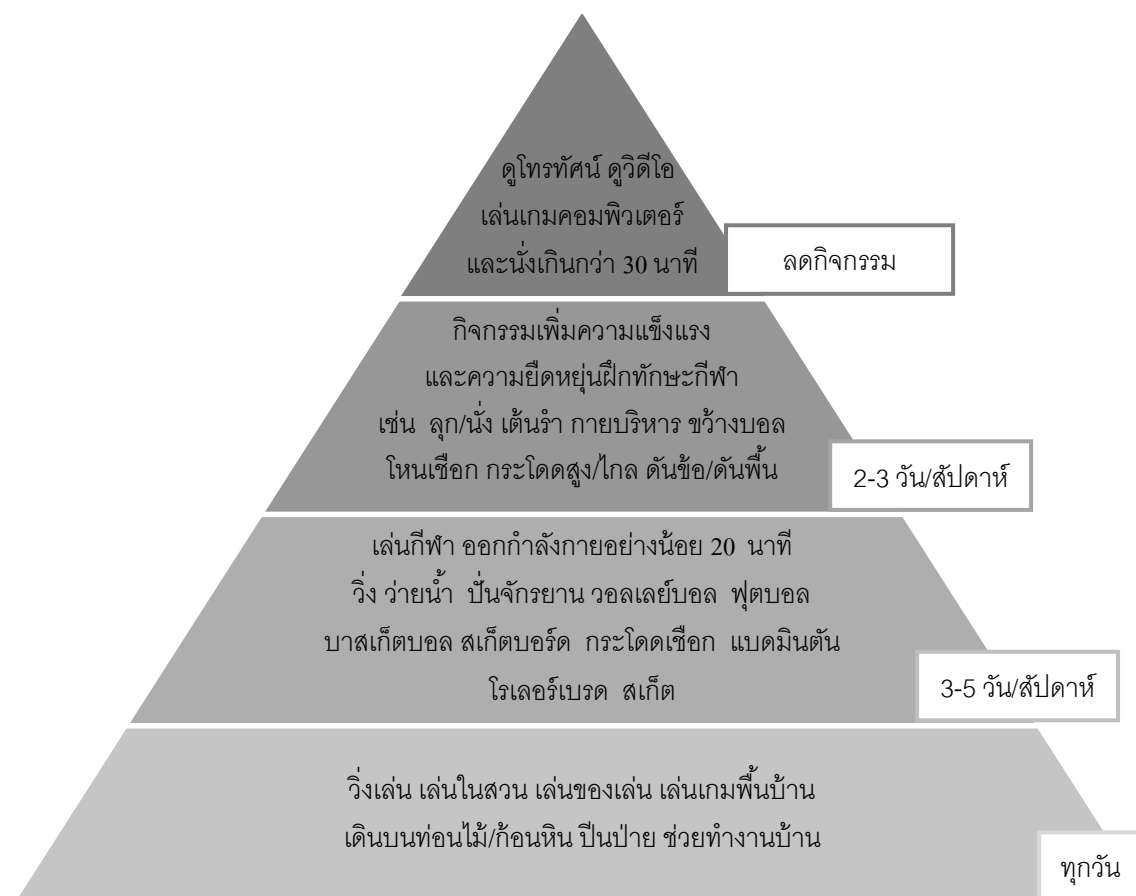 ดูโทรทัศน์ ดูวิดีโอ
เล่นเกมคอมพิวเตอร์
และนั่งเกินกว่า 30 นาที
ลดกิจกรรม
กิจกรรมเพิ่มความแข็งแรง
และความยืดหยุ่นฝึกทักษะกีฬา
เช่น ลุก/นั่ง เต้นรำ กายบริหาร ขว้างบอล
โหนเชือก กระโดดสูง/ไกล ดันข้อ/ดันพื้น
2-3 วัน/สัปดาห์
เล่นกีฬา ออกกำลังกายอย่างน้อย 20 นาที
วิ่ง ว่ายน้ำ ปั่นจักรยาน วอลเลย์บอล ฟุตบอล
บาสเก็ตบอล สเก็ตบอร์ด กระโดดเชือก แบดมินตัน
โรเลอร์เบรด สเก็ต
3-5 วัน/สัปดาห์
วิ่งเล่น เล่นในสวน เล่นของเล่น เล่นเกมพื้นบ้าน
เดินบนท่อนไม้/ก้อนหิน ปีนป่าย ช่วยทำงานบ้าน
ทุกวัน